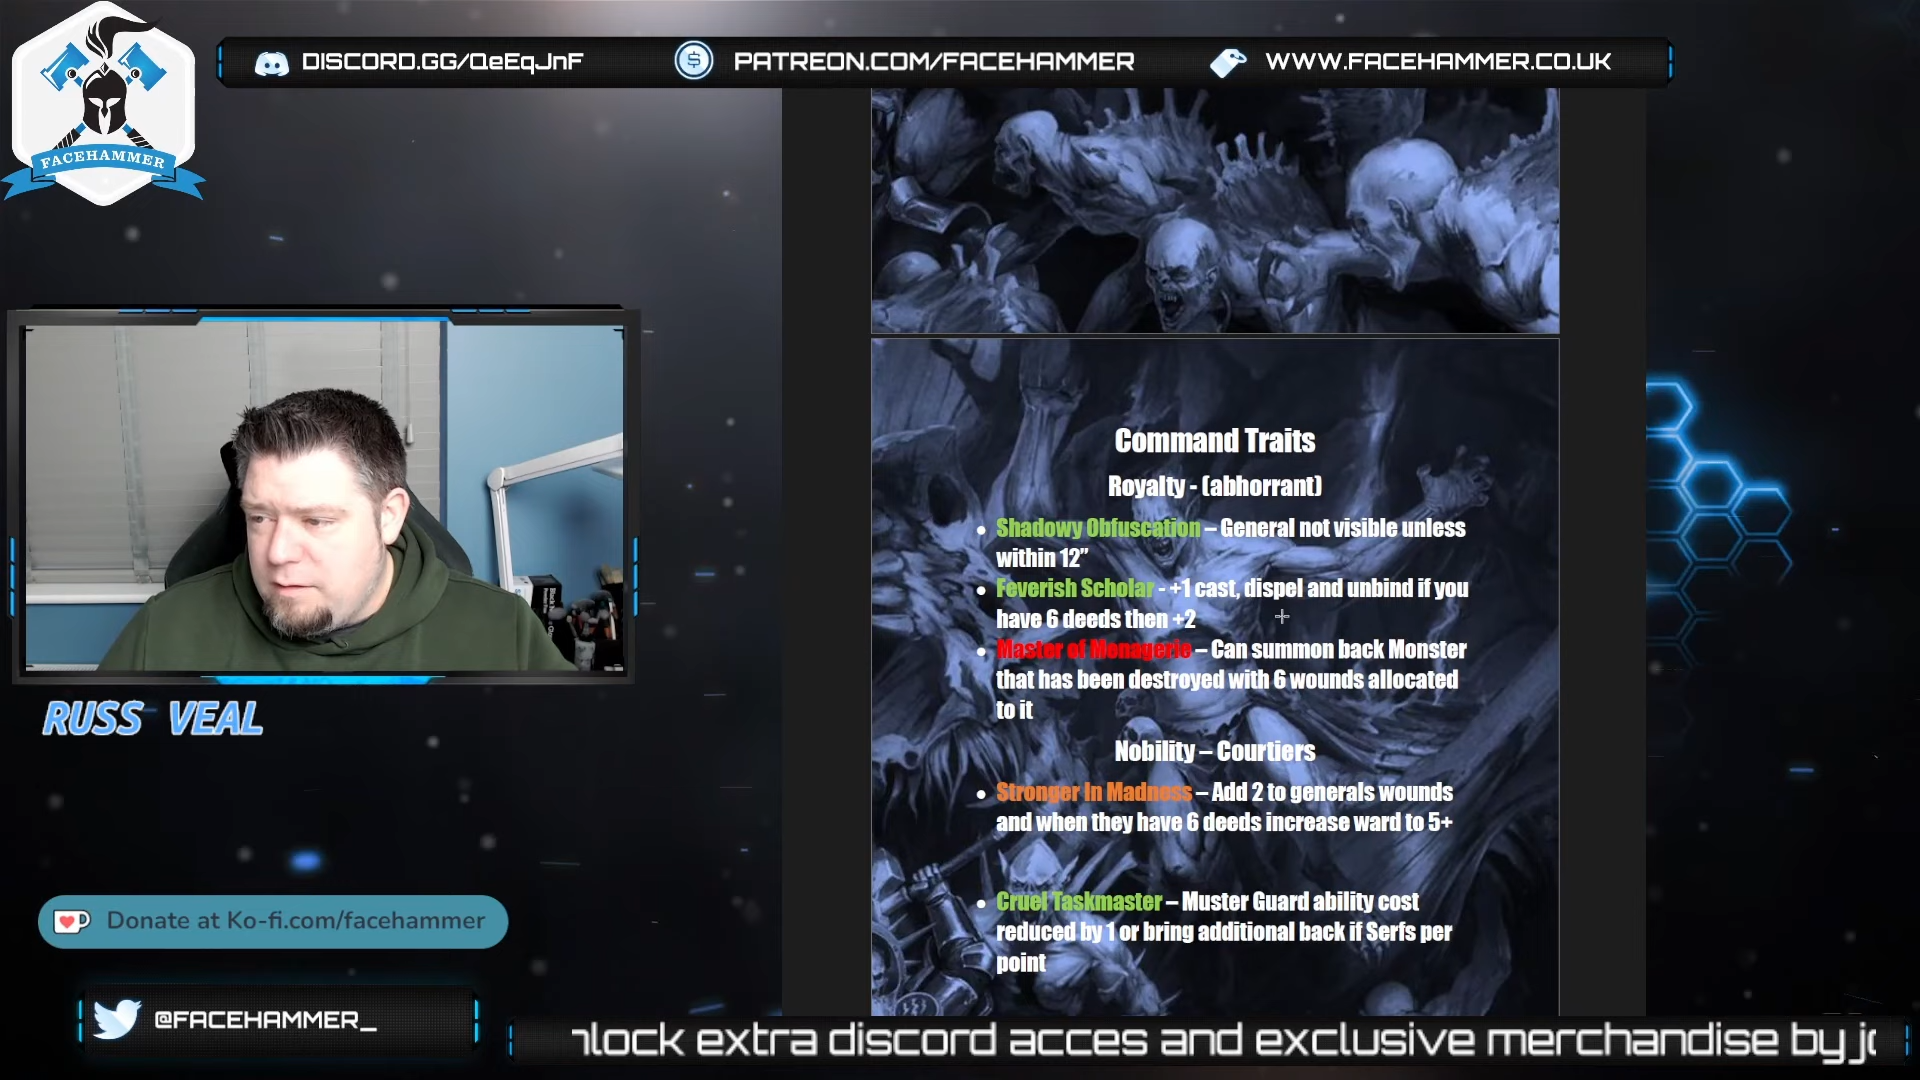 DISCORD.GG/QeEqJnF
PATREON.COM/FACEHAMMER
WWW.FACEHAMMER.CO.UK
FACEHAMMER
Command Traits
Royalty - (abhorrant)
Shadowy Obfuscation – General not visible unless
within 12”
Feverish Scholar - +1 cast, dispel and unbind if you
have 6 deeds then +2
Master of Menagerie – Can summon back Monster
that has been destroyed with 6 wounds allocated
to it
Nobility – Courtiers
Stronger In Madness – Add 2 to generals wounds
and when they have 6 deeds increase ward to 5+
Cruel Taskmaster – Muster Guard ability cost
reduced by 1 or bring additional back if Serfs per
point
RUSS VEAL
Donate at Ko-fi.com/facehammer
@FACEHAMMER_
nlock extra discord acces and exclusive merchandise by jo